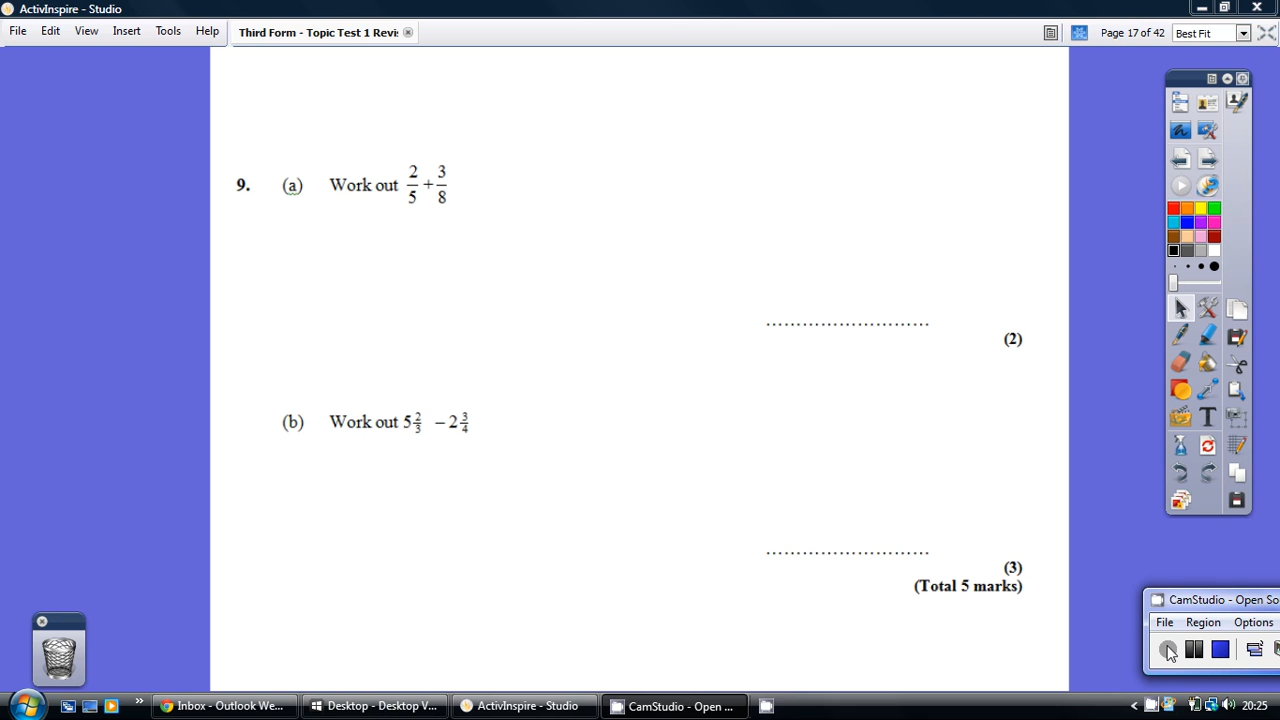 ActivInspire - Studio
File Edit View Insert Tools Help Third Form - Topic Test 1 Revis Page 17 of 42 Best Fit
9. (a) Work out 2/5 + 3/8
...........................
(2)
(b) Work out 5 2/3 – 2 3/4
...........................
(3)
(Total 5 marks)
CamStudio - Open So
File Region Options
Inbox - Outlook We... Desktop - Desktop V... ActivInspire - Studio CamStudio - Open ... 20:25